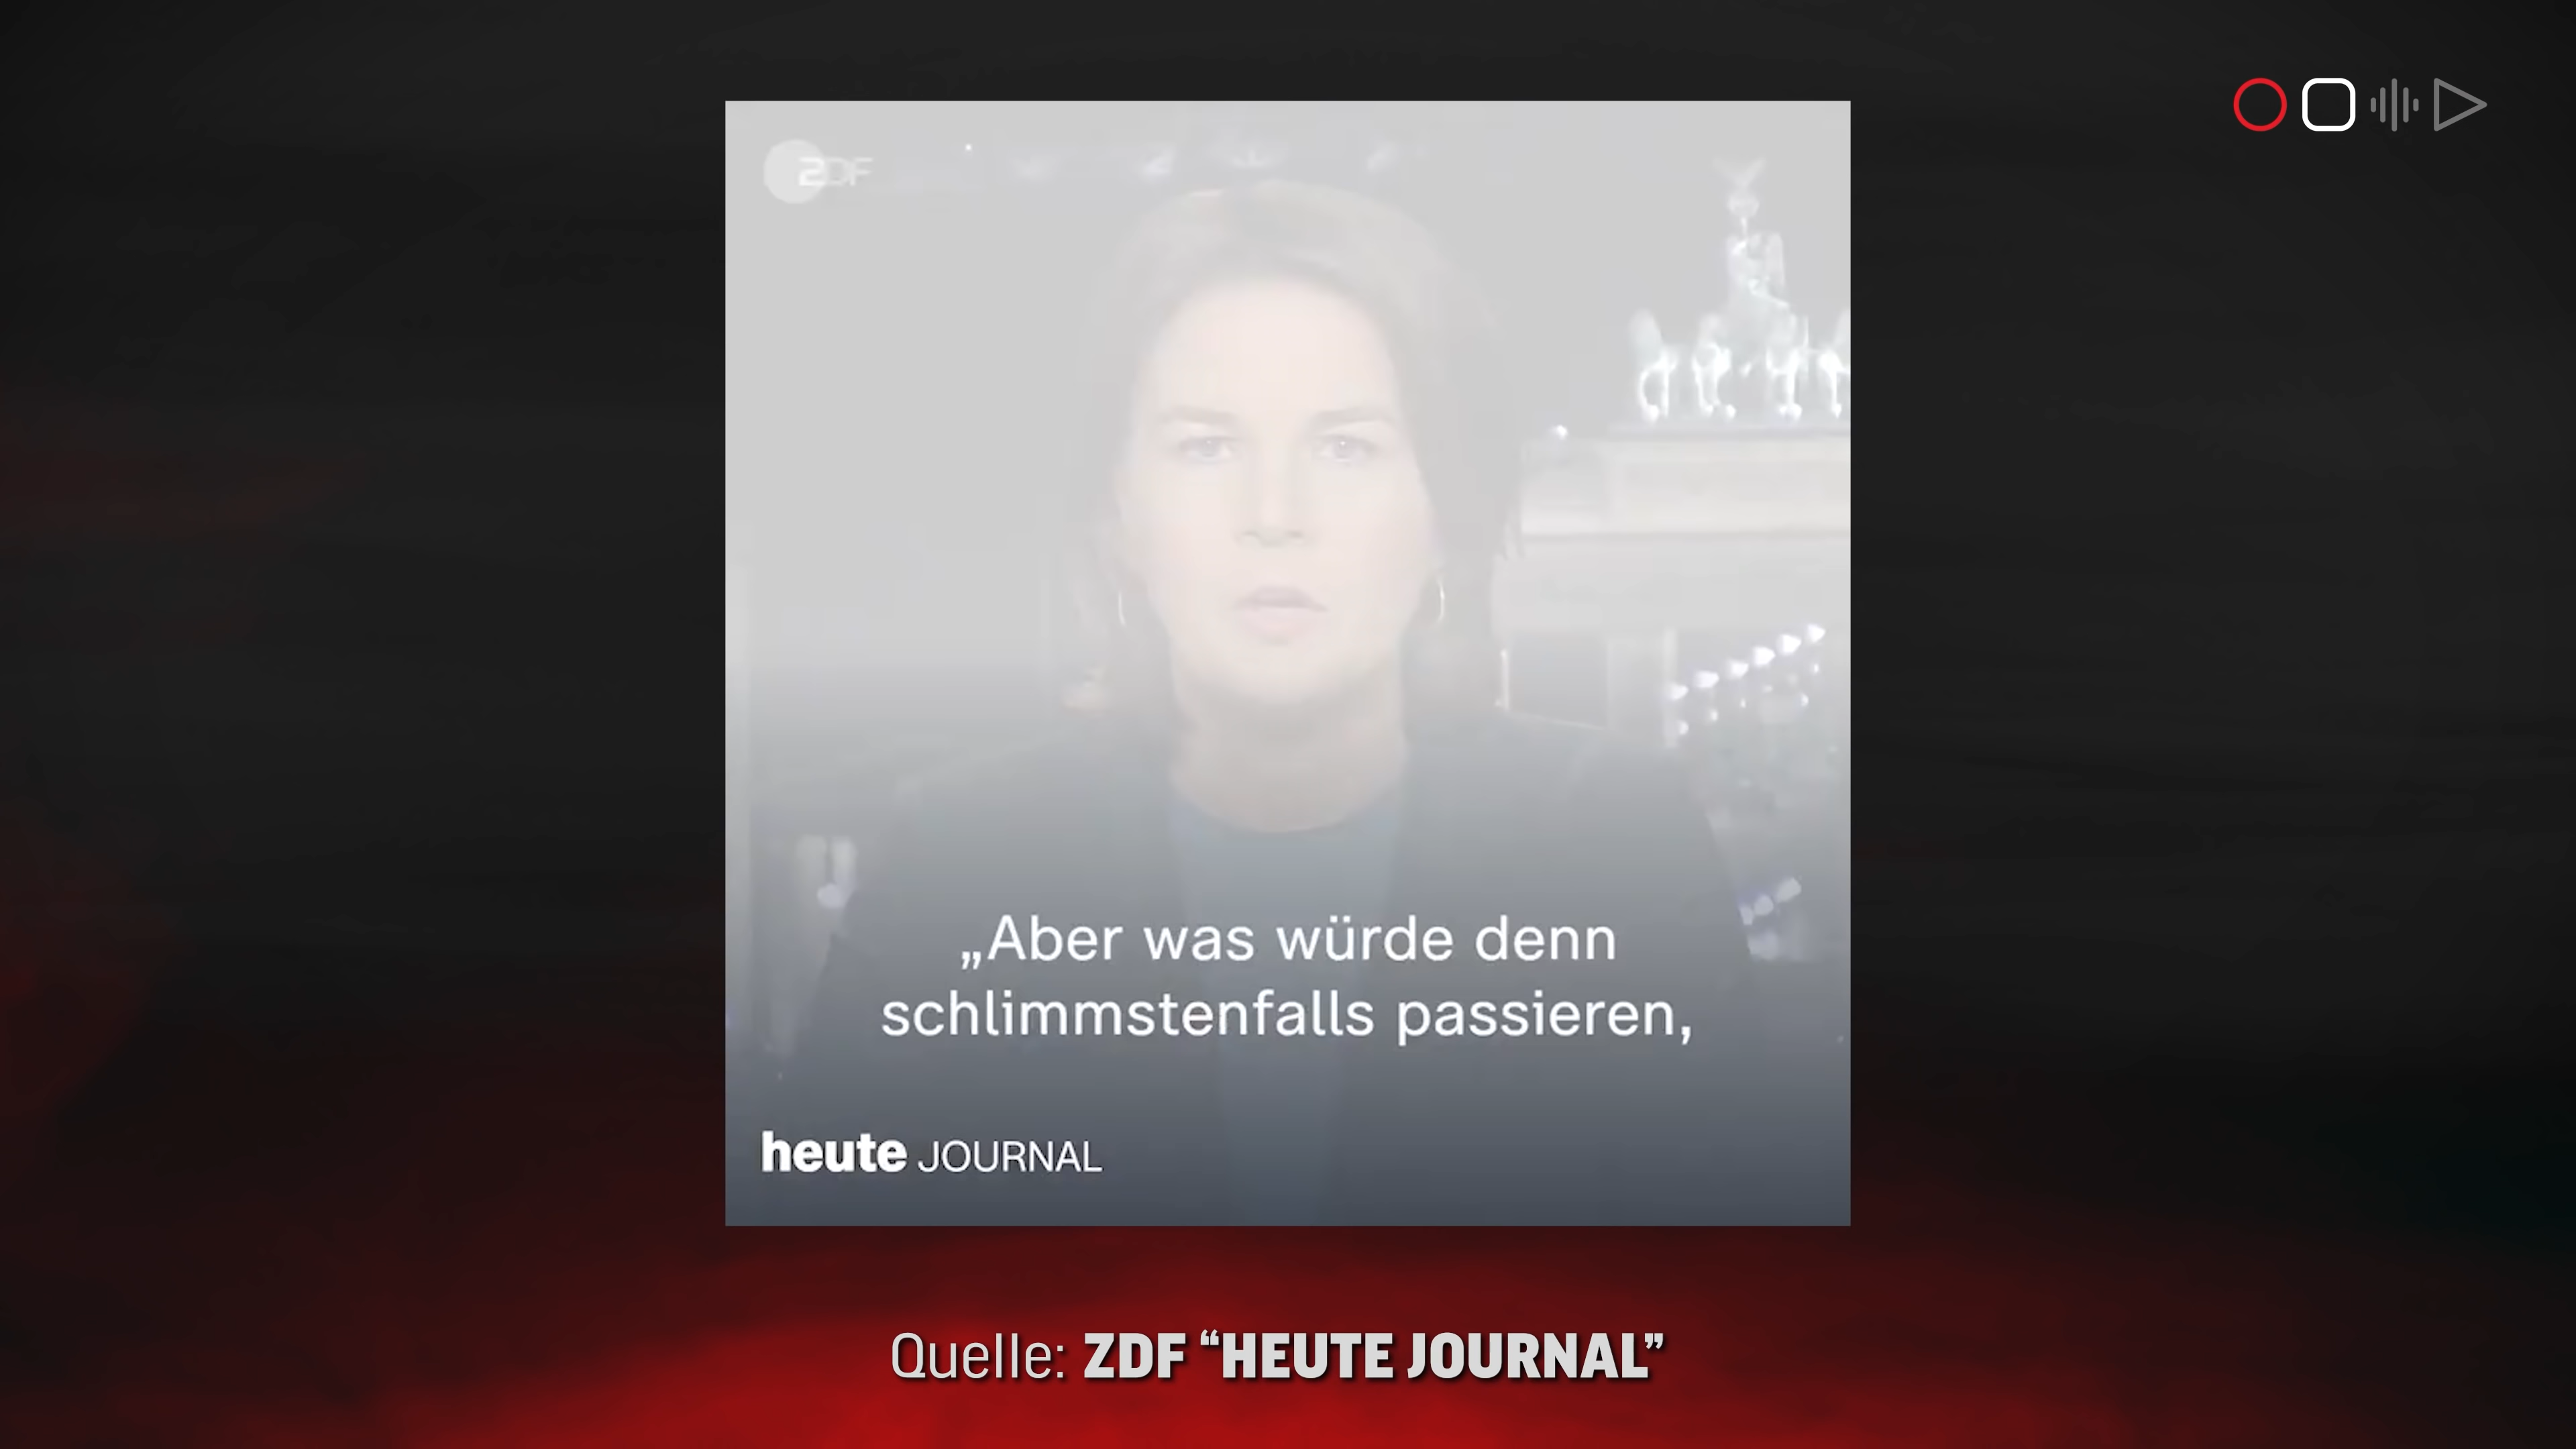 ZDF
„Aber was würde denn
schlimmstenfalls passieren,
heute JOURNAL
Quelle: ZDF “HEUTE JOURNAL”